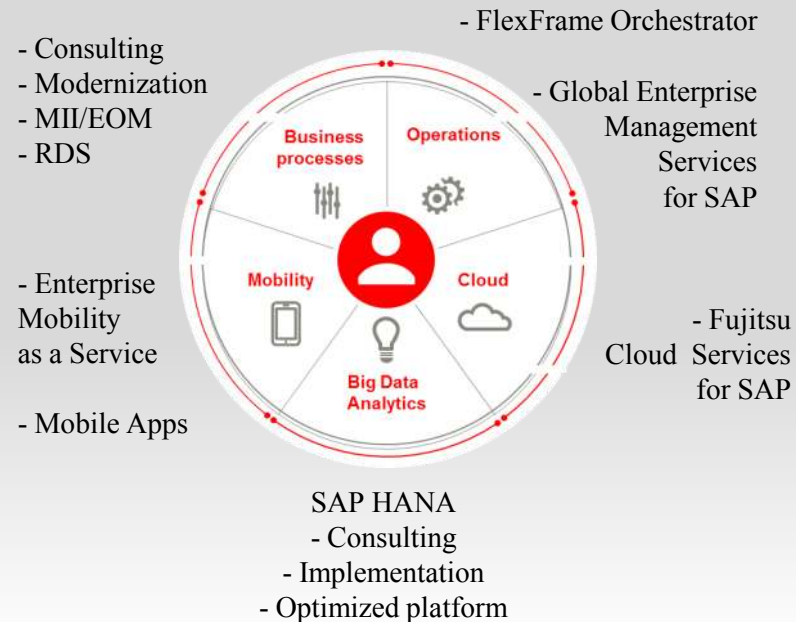 - FlexFrame Orchestrator
- Consulting
- Modernization
- MII/EOM
- RDS
- Global Enterprise
Management
Services
for SAP
Business
processes
Operations
Mobility
Cloud
Big Data
Analytics
- Enterprise
Mobility
as a Service
- Mobile Apps
- Fujitsu
Cloud Services
for SAP
SAP HANA
- Consulting
- Implementation
- Optimized platform